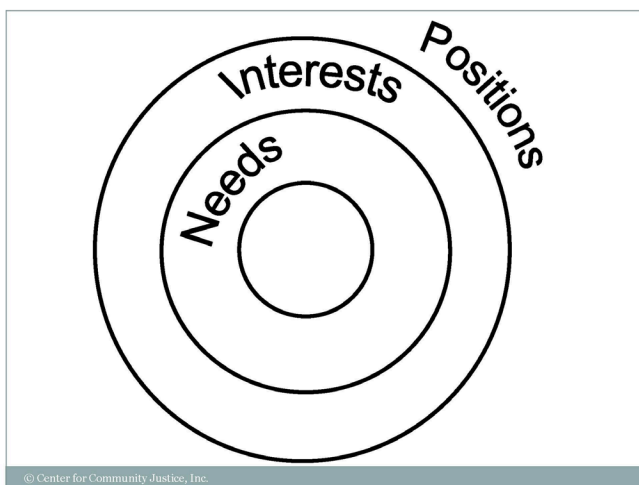 Positions
Interests
Needs
© Center for Community Justice, Inc.